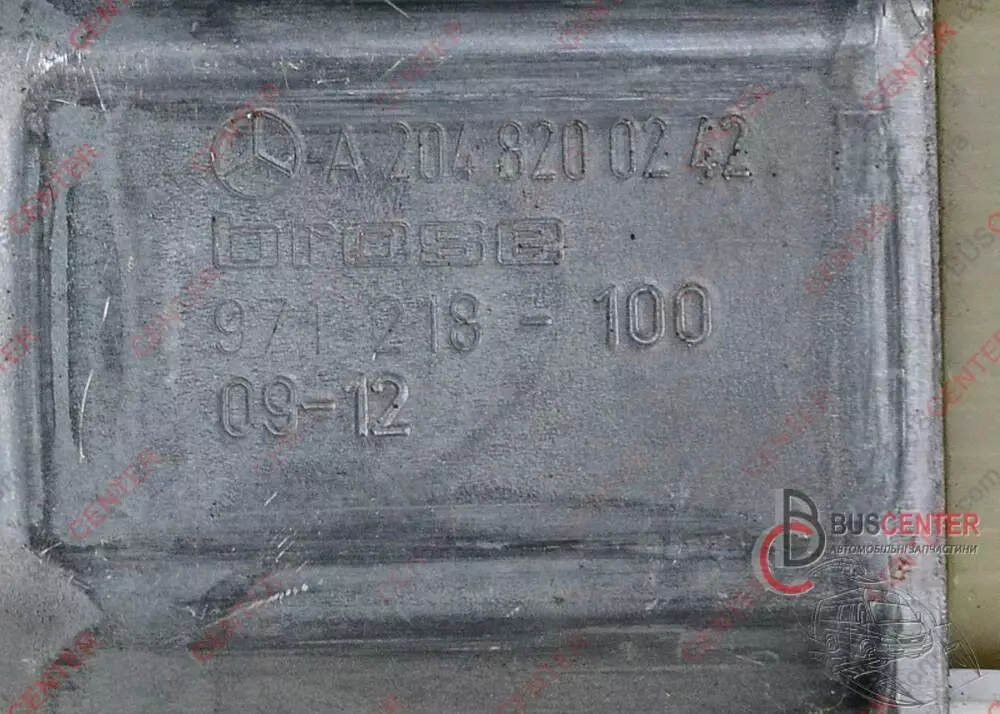 A 204 820 02 42
brose
971 218 - 100
09-12
BUSCENTER
АВТОМОБІЛЬНІ ЗАПЧАСТИНИ